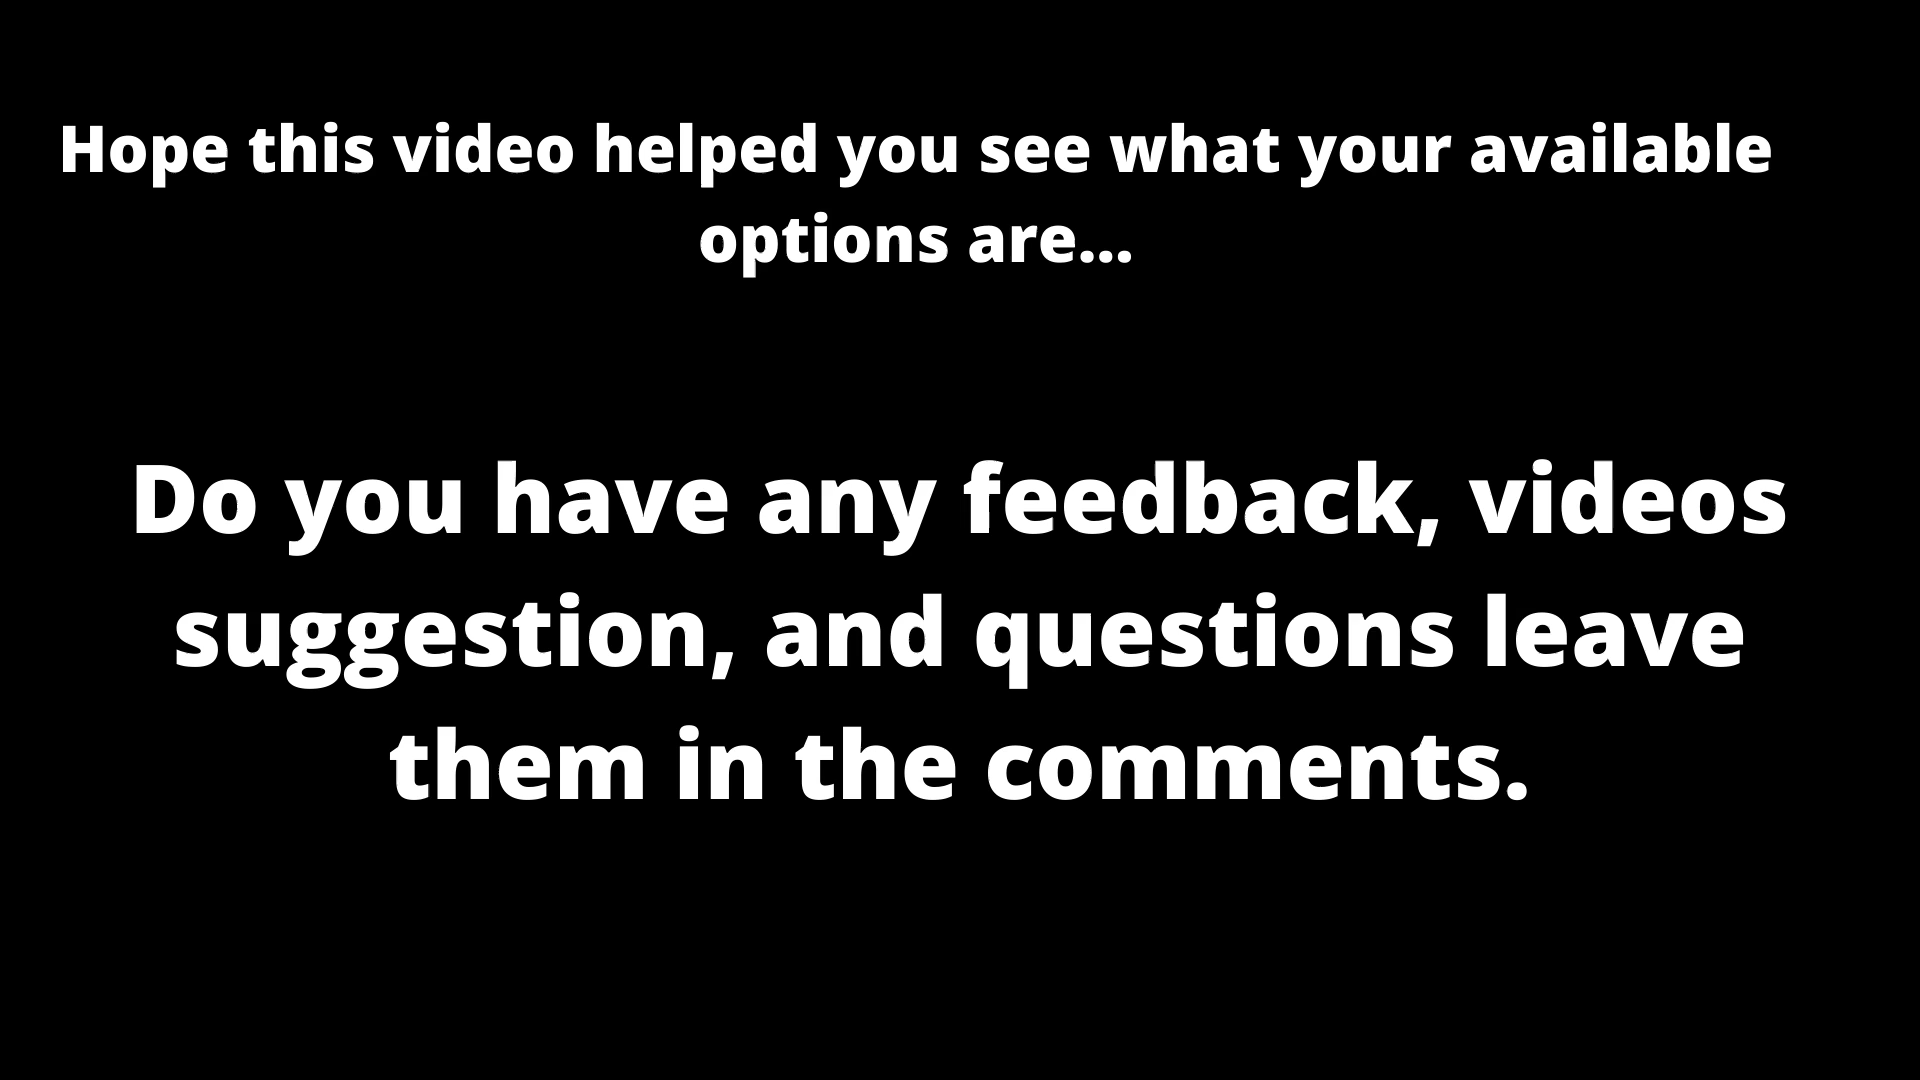 Hope this video helped you see what your available
options are...
Do you have any feedback, videos
suggestion, and questions leave
them in the comments.